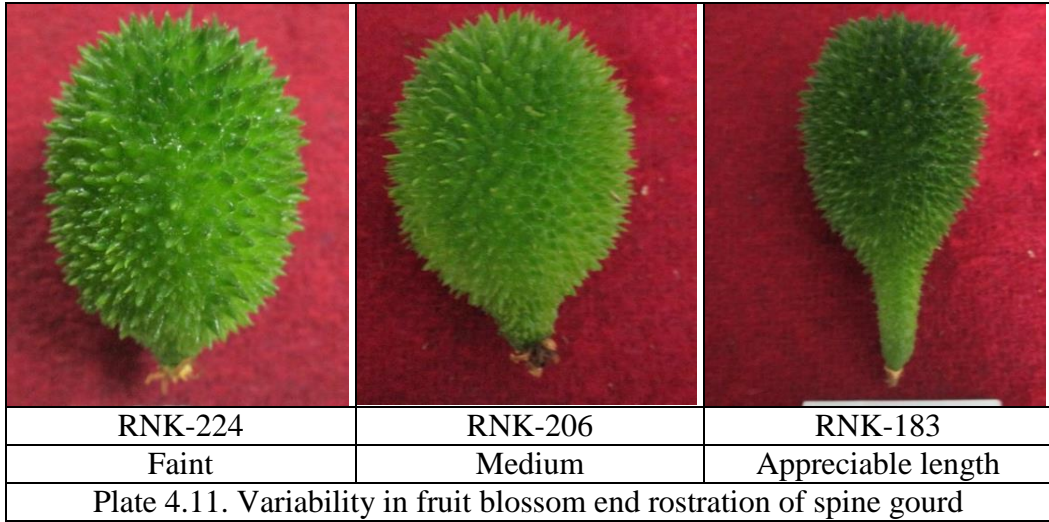 RNK-224 RNK-206 RNK-183
Faint Medium Appreciable length
Plate 4.11. Variability in fruit blossom end rostration of spine gourd